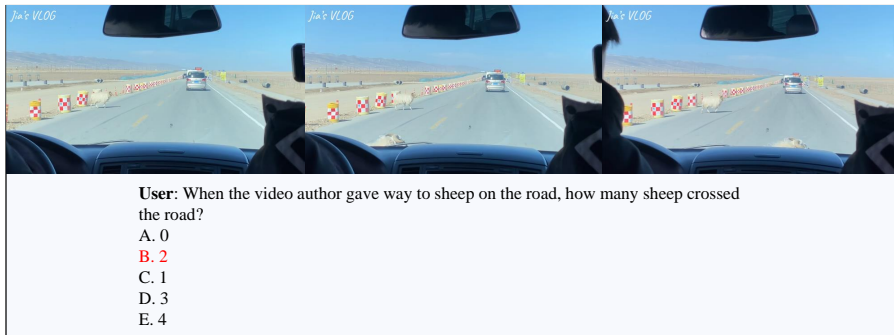 Jia's VLOG Jia's VLOG Jia's VLOG
User: When the video author gave way to sheep on the road, how many sheep crossed
the road?
A. 0
B. 2
C. 1
D. 3
E. 4